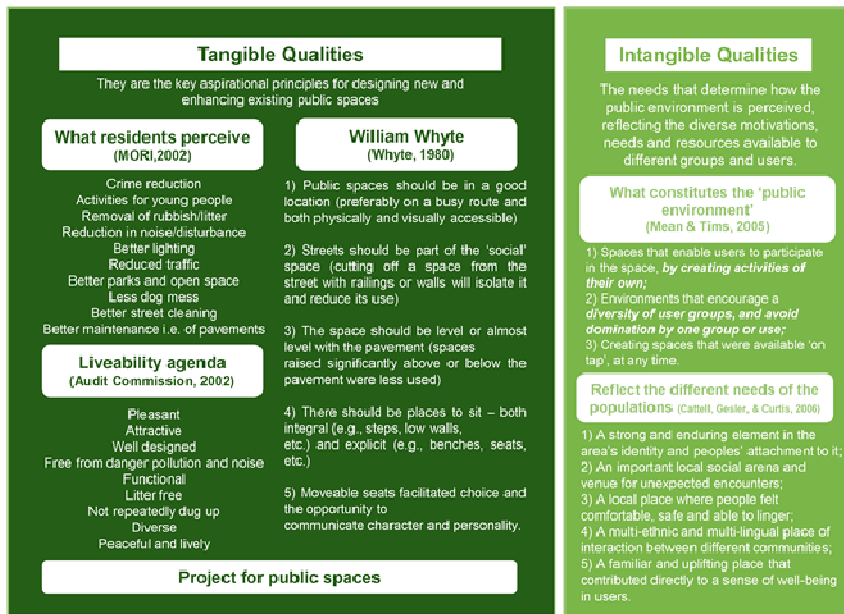 Tangible Qualities
They are the key aspirational principles for designing new and
enhancing existing public spaces
What residents perceive
(MORI,2002)
Crime reduction
Activities for young people
Removal of rubbish/litter
Reduction in noise/disturbance
Better lighting
Reduced traffic
Better parks and open space
Less dog mess
Better street cleaning
Better maintenance i.e. of pavements
Liveability agenda
(Audit Commission, 2002)
Pleasant
Attractive
Well designed
Free from danger pollution and noise
Functional
Litter free
Not repeatedly dug up
Diverse
Peaceful and lively
William Whyte
(Whyte, 1980)
1) Public spaces should be in a good
location (preferably on a busy route and
both physically and visually accessible)
2) Streets should be part of the ‘social’
space (cutting off a space from the
street with railings or walls will isolate it
and reduce its use)
3) The space should be level or almost
level with the pavement (spaces
raised significantly above or below the
pavement were less used)
4) There should be places to sit – both
integral (e.g., steps, low walls,
etc.) and explicit (e.g., benches, seats,
etc.)
5) Moveable seats facilitated choice and
the opportunity to
communicate character and personality.
Project for public spaces
Intangible Qualities
The needs that determine how the
public environment is perceived,
reflecting the diverse motivations,
needs and resources available to
different groups and users.
What constitutes the ‘public
environment’
(Mean & Tims, 2005)
1) Spaces that enable users to participate
in the space, by creating activities of
their own;
2) Environments that encourage a
diversity of user groups, and avoid
domination by one group or use;
3) Creating spaces that were available ‘on
tap’, at any time.
Reflect the different needs of the
populations (Cattell, Gesler, & Curtis, 2006)
1) A strong and enduring element in the
area’s identity and peoples’ attachment to it;
2) An important local social arena and
venue for unexpected encounters;
3) A local place where people felt
comfortable, safe and able to linger;
4) A multi-ethnic and multi-lingual place of
interaction between different communities;
5) A familiar and uplifting place that
contributed directly to a sense of well-being
in users.